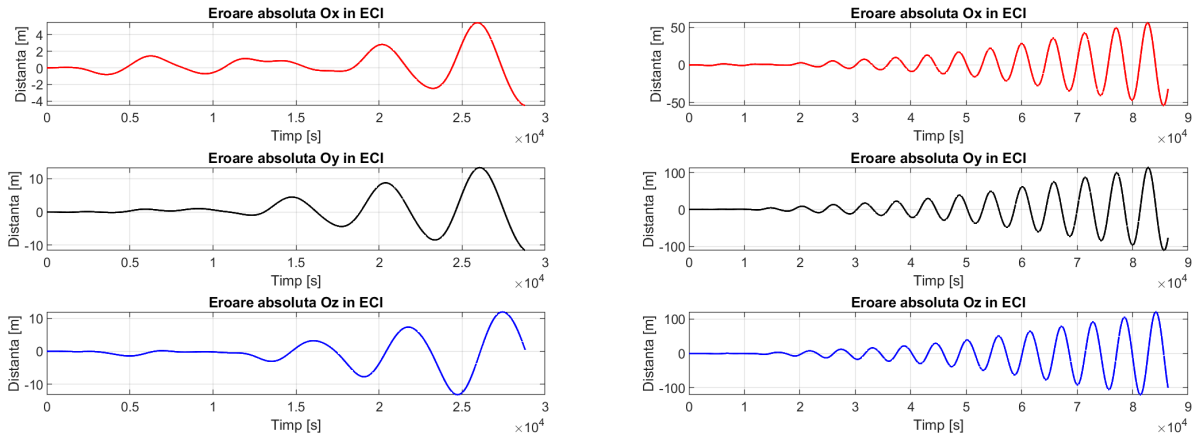 Eroare absoluta Ox in ECI
Distanta [m]
4
2
0
-2
-4
0 0.5 1 1.5 2 2.5 3
Timp [s]
×10^4
Eroare absoluta Oy in ECI
Distanta [m]
10
0
-10
0 0.5 1 1.5 2 2.5 3
Timp [s]
×10^4
Eroare absoluta Oz in ECI
Distanta [m]
10
0
-10
0 0.5 1 1.5 2 2.5 3
Timp [s]
×10^4
Eroare absoluta Ox in ECI
Distanta [m]
50
0
-50
0 1 2 3 4 5 6 7 8 9
Timp [s]
×10^4
Eroare absoluta Oy in ECI
Distanta [m]
100
0
-100
0 1 2 3 4 5 6 7 8 9
Timp [s]
×10^4
Eroare absoluta Oz in ECI
Distanta [m]
100
0
-100
0 1 2 3 4 5 6 7 8 9
Timp [s]
×10^4